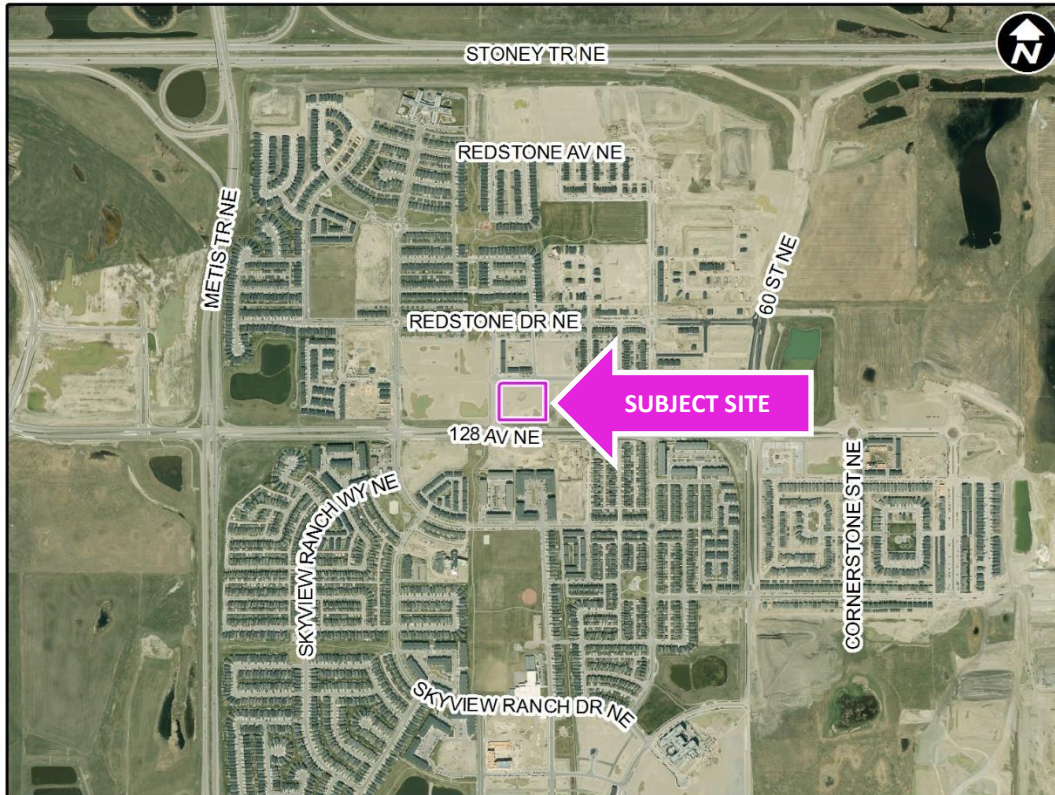 STONEY TR NE
N
REDSTONE AV NE
METIS TR NE
60 ST NE
REDSTONE DR NE
SUBJECT SITE
128 AV NE
SKYVIEW RANCH WY NE
CORNERSTONE ST NE
SKYVIEW RANCH DR NE